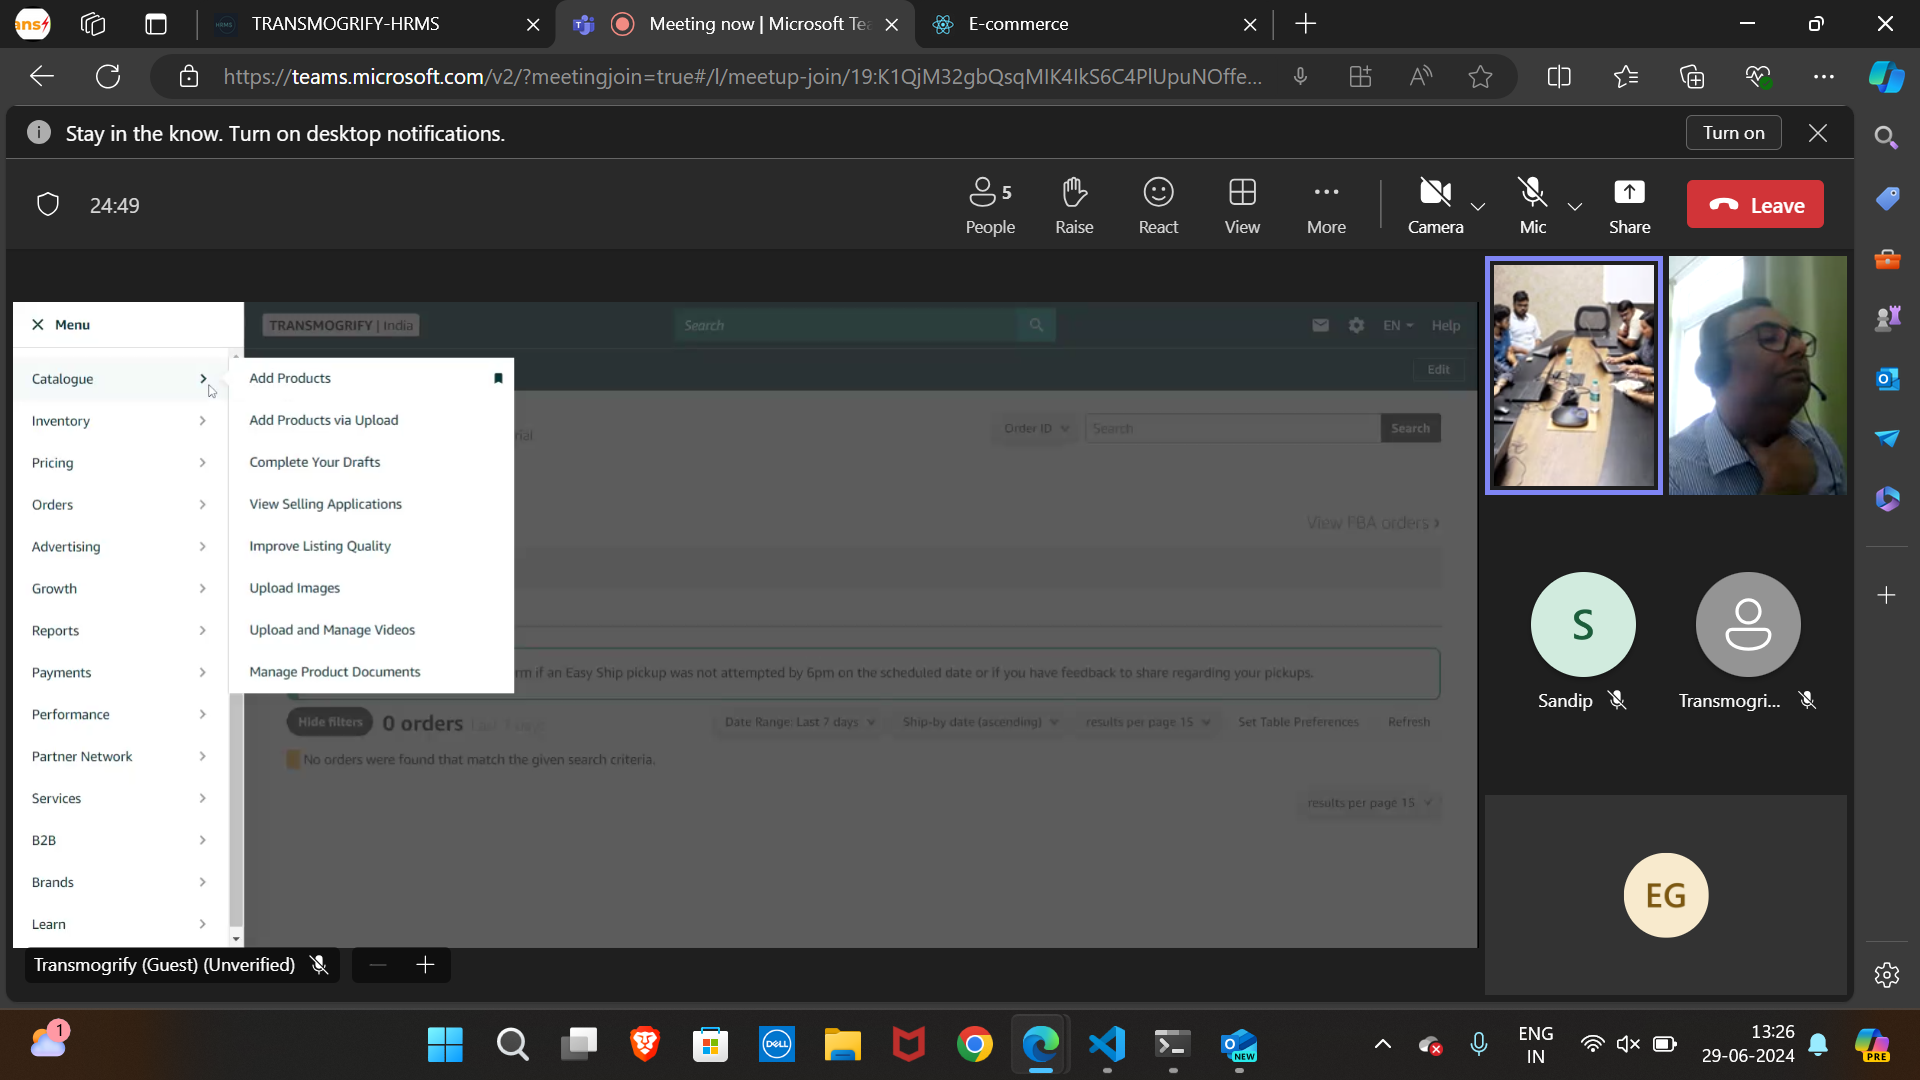 TRANSMOGRIFY-HRMS
Meeting now | Microsoft Te
E-commerce
https://teams.microsoft.com/v2/?meetingjoin=true#/l/meetup-join/19:K1QjM32gbQsqMIK4IkS6C4PlUpuNOffe...
Stay in the know. Turn on desktop notifications.
Turn on
24:49
5
People
Raise
React
View
More
Camera
Mic
Share
Leave
Menu
TRANSMOGRIFY | India
Search
EN
Help
Edit
Catalogue
Inventory
Pricing
Orders
Advertising
Growth
Reports
Payments
Performance
Partner Network
Services
B2B
Brands
Learn
Add Products
Add Products via Upload
Complete Your Drafts
View Selling Applications
Improve Listing Quality
Upload Images
Upload and Manage Videos
Manage Product Documents
Order ID
Search
Search
View FBA orders
if an Easy Ship pickup was not attempted by 6pm on the scheduled date or if you have feedback to share regarding your pickups.
Hide filters
0 orders
Last 7 days
Date Range: Last 7 days
Ship-by date (ascending)
results per page 15
Set Table Preferences
Refresh
No orders were found that match the given search criteria.
results per page 15
Transmogrify (Guest) (Unverified)
S
Sandip
Transmogri...
EG
1
DELL
NEW
ENG
IN
13:26
29-06-2024
PRE